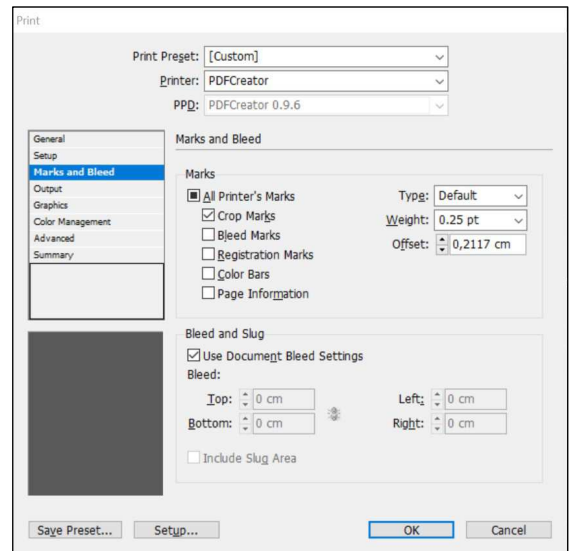 Print
Print Preset: [Custom]
Printer: PDFCreator
PPD: PDFCreator 0.9.6
General
Setup
Marks and Bleed
Output
Graphics
Color Management
Advanced
Summary
Marks and Bleed
Marks
All Printer's Marks
Crop Marks
Bleed Marks
Registration Marks
Color Bars
Page Information
Type: Default
Weight: 0.25 pt
Offset: 0,2117 cm
Bleed and Slug
Use Document Bleed Settings
Bleed:
Top: 0 cm Left: 0 cm
Bottom: 0 cm Right: 0 cm
Include Slug Area
Save Preset... Setup... OK Cancel